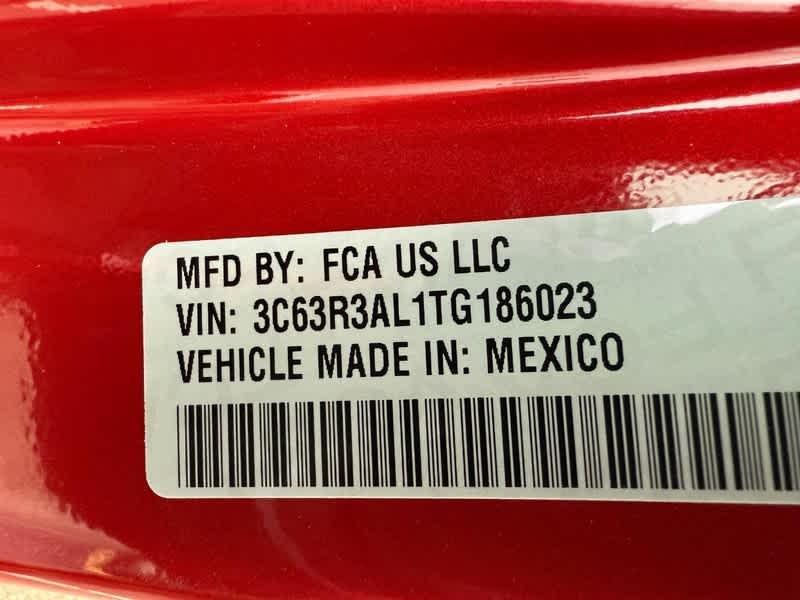 MFD BY: FCA US LLC
VIN: 3C63R3AL1TG186023
VEHICLE MADE IN: MEXICO